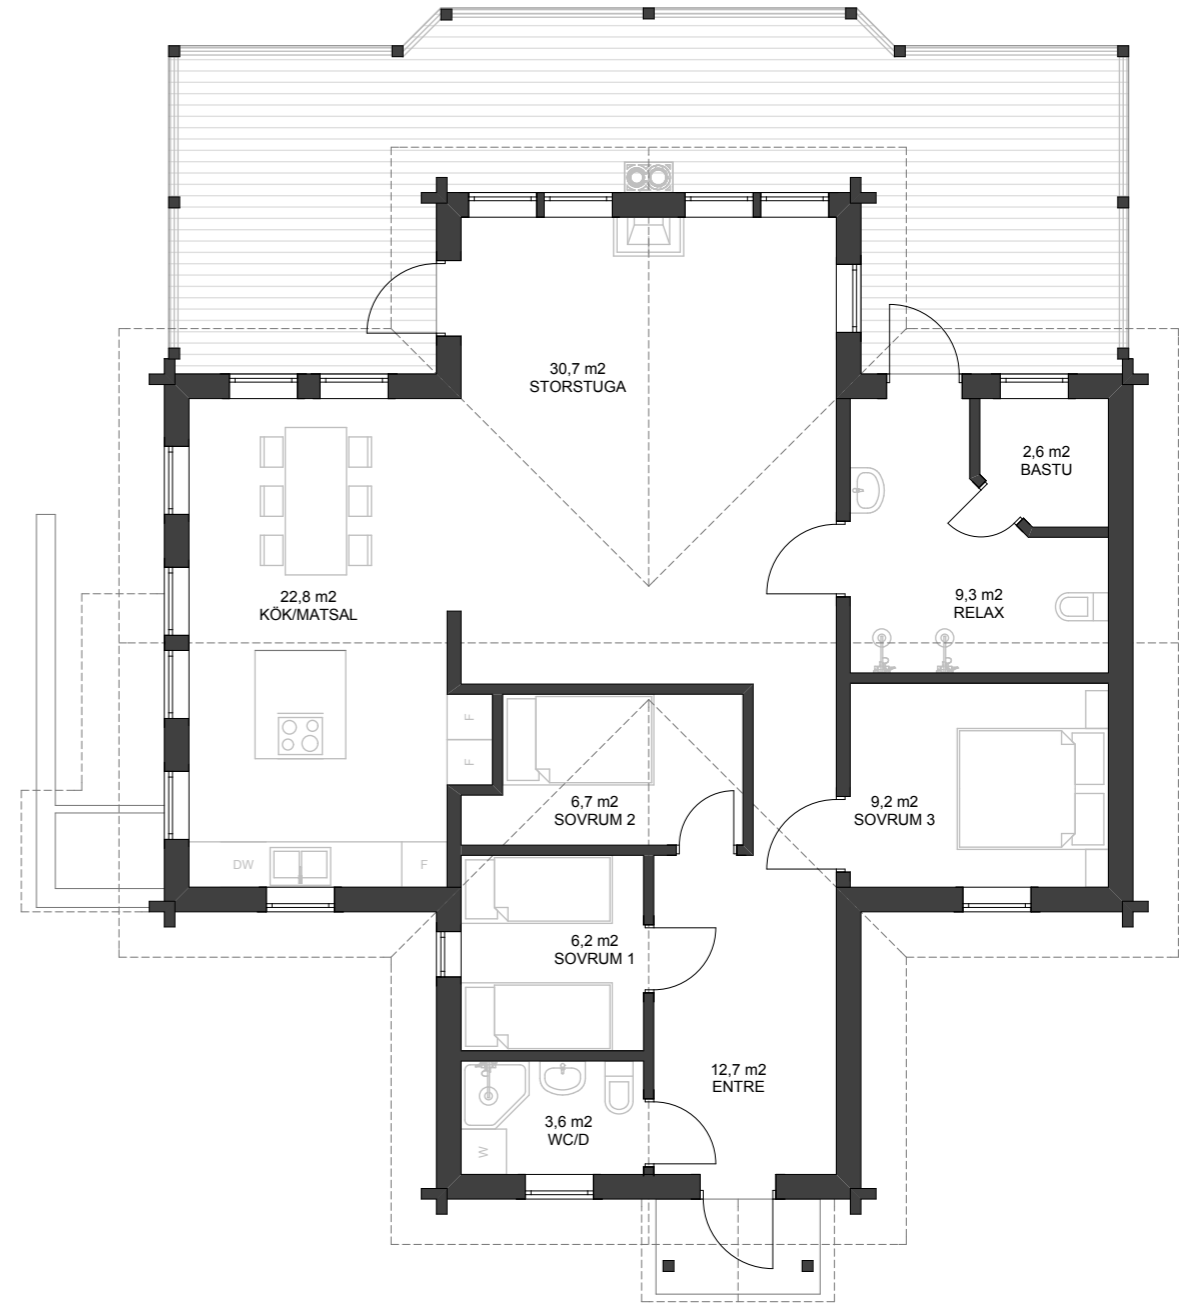 30,7 m2
STORSTUGA
2,6 m2
BASTU
22,8 m2
KÖK/MATSAL
9,3 m2
RELAX
F
F
6,7 m2
SOVRUM 2
9,2 m2
SOVRUM 3
DW
F
6,2 m2
SOVRUM 1
12,7 m2
ENTRE
3,6 m2
WC/D
W